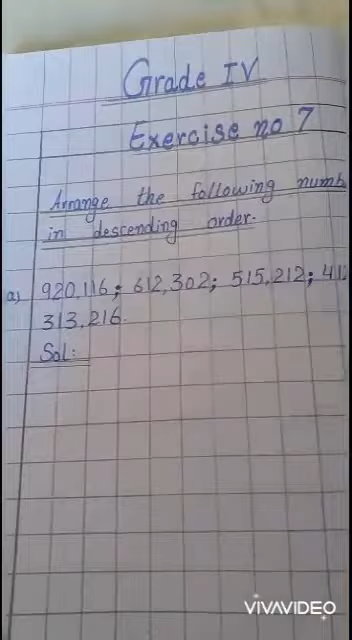 Grade IV
Exercise no 7
Arrange the following numb
in descending order.
a) 920,116; 612,302; 515,212;
313,216.
Sol:
VIVAVIDEO